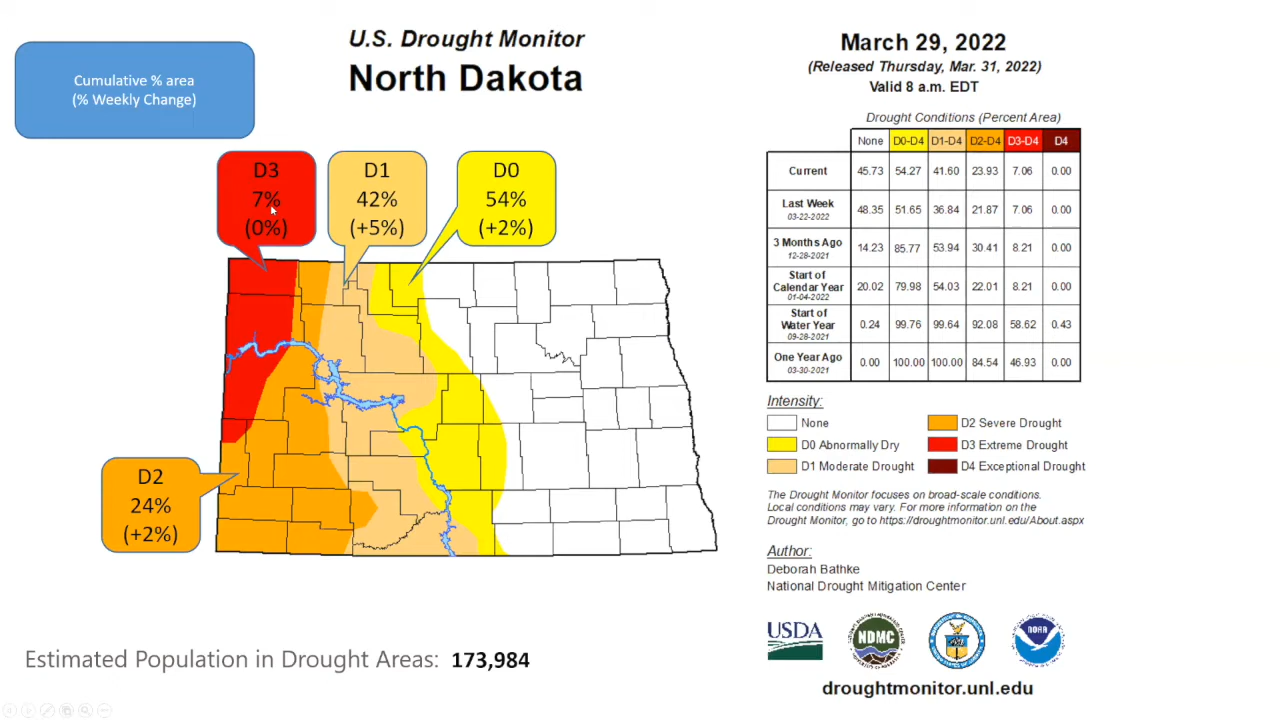 Cumulative % area
(% Weekly Change)
U.S. Drought Monitor
North Dakota
D3
7%
(0%)
D1
42%
(+5%)
D0
54%
(+2%)
D2
24%
(+2%)
Estimated Population in Drought Areas: 173,984
March 29, 2022
(Released Thursday, Mar. 31, 2022)
Valid 8 a.m. EDT
Drought Conditions (Percent Area)
None D0-D4 D1-D4 D2-D4 D3-D4 D4
Current 45.73 54.27 41.60 23.93 7.06 0.00
Last Week 48.35 51.65 36.84 21.87 7.06 0.00
03-22-2022
3 Months Ago 14.23 85.77 53.94 30.41 8.21 0.00
12-28-2021
Start of
Calendar Year 20.02 79.98 54.03 22.01 8.21 0.00
01-04-2022
Start of
Water Year 0.24 99.76 99.64 92.08 58.62 0.43
09-28-2021
One Year Ago 0.00 100.00 100.00 84.54 46.93 0.00
03-30-2021
Intensity:
None
D0 Abnormally Dry
D1 Moderate Drought
D2 Severe Drought
D3 Extreme Drought
D4 Exceptional Drought
The Drought Monitor focuses on broad-scale conditions.
Local conditions may vary. For more information on the
Drought Monitor, go to https://droughtmonitor.unl.edu/About.aspx
Author:
Deborah Bathke
National Drought Mitigation Center
USDA
NDMC
NOAA
droughtmonitor.unl.edu